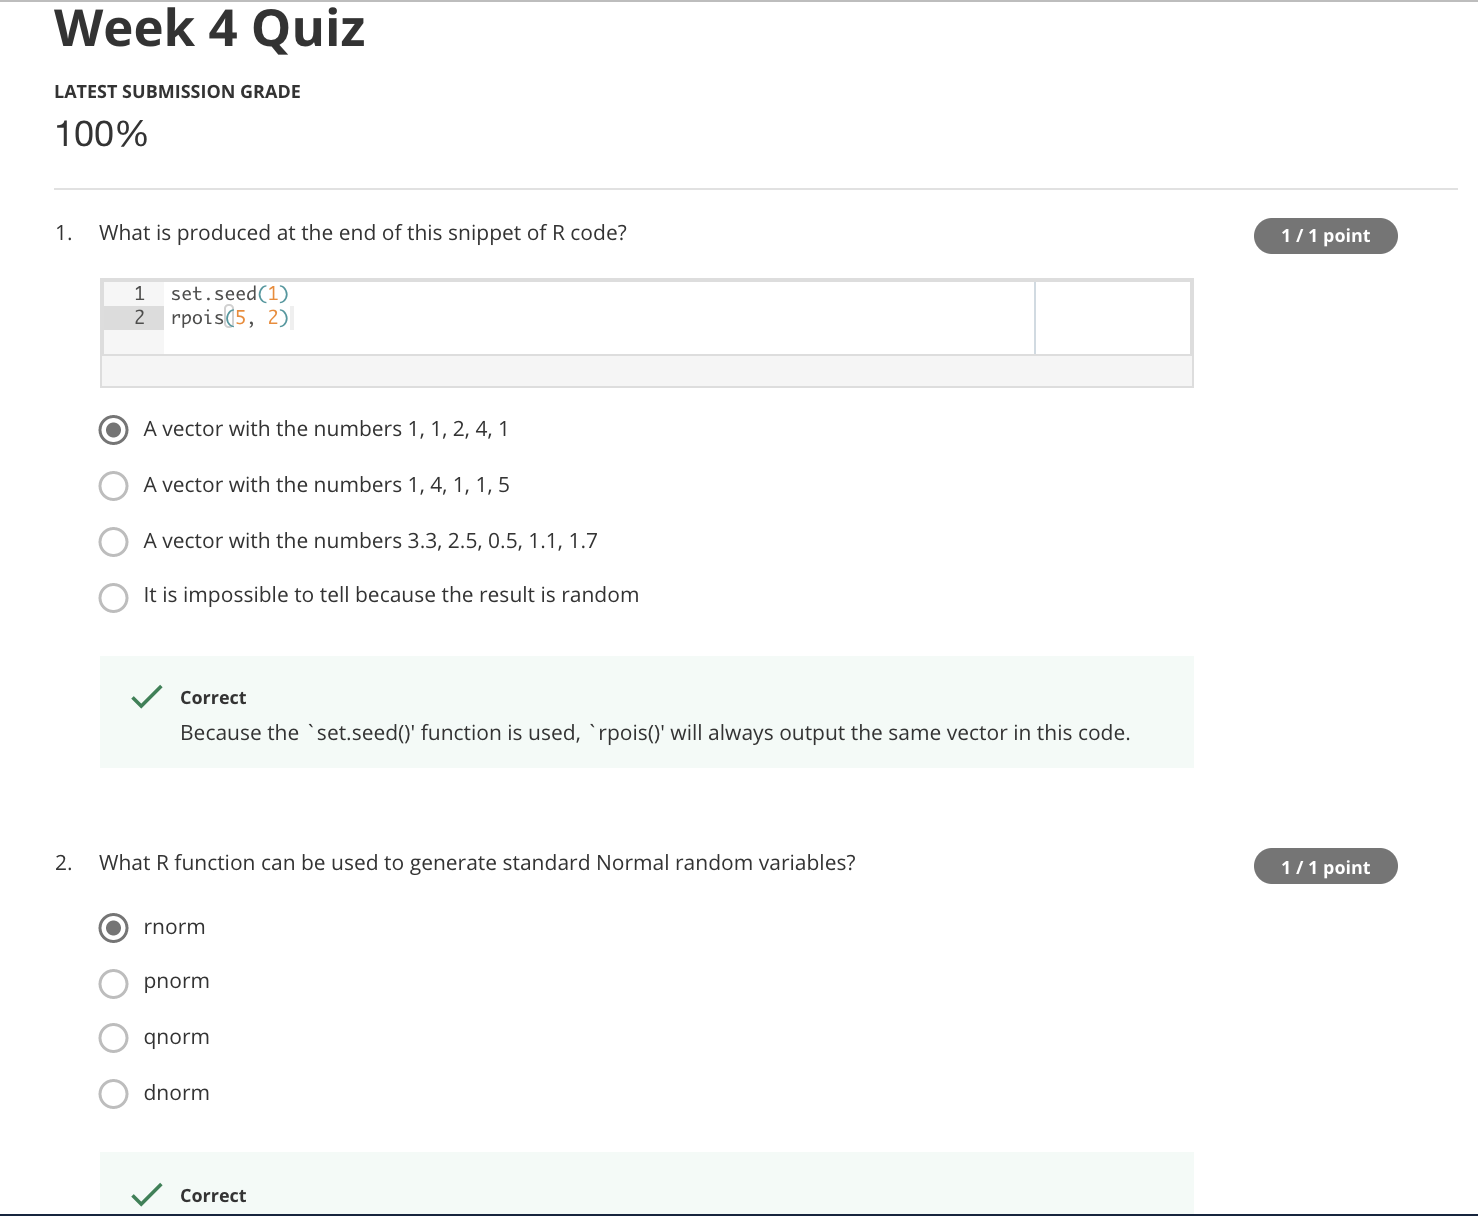 Week 4 Quiz
LATEST SUBMISSION GRADE
100%
1. What is produced at the end of this snippet of R code?
1 / 1 point
1 set.seed(1)
2 rpois(5, 2)
A vector with the numbers 1, 1, 2, 4, 1
A vector with the numbers 1, 4, 1, 1, 5
A vector with the numbers 3.3, 2.5, 0.5, 1.1, 1.7
It is impossible to tell because the result is random
Correct
Because the `set.seed()' function is used, `rpois()' will always output the same vector in this code.
2. What R function can be used to generate standard Normal random variables?
1 / 1 point
rnorm
pnorm
qnorm
dnorm
Correct